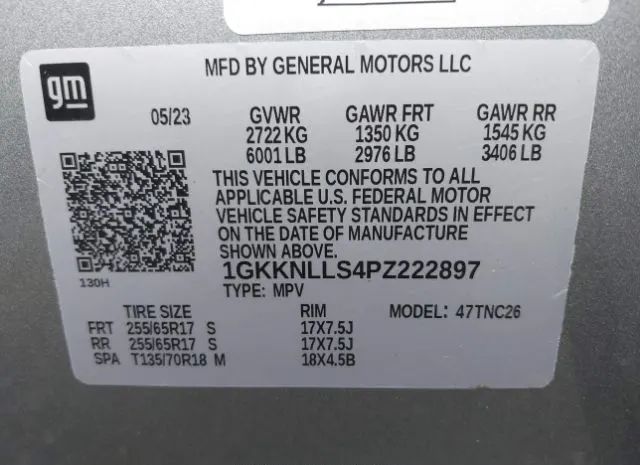 gm
MFD BY GENERAL MOTORS LLC
05/23 GVWR GAWR FRT GAWR RR
2722 KG 1350 KG 1545 KG
6001 LB 2976 LB 3406 LB
THIS VEHICLE CONFORMS TO ALL
APPLICABLE U.S. FEDERAL MOTOR
VEHICLE SAFETY STANDARDS IN EFFECT
ON THE DATE OF MANUFACTURE
SHOWN ABOVE.
130H
1GKKNLLS4PZ222897
TYPE: MPV
TIRE SIZE RIM MODEL: 47TNC26
FRT 255/65R17 S 17X7.5J
RR 255/65R17 S 17X7.5J
SPA T135/70R18 M 18X4.5B